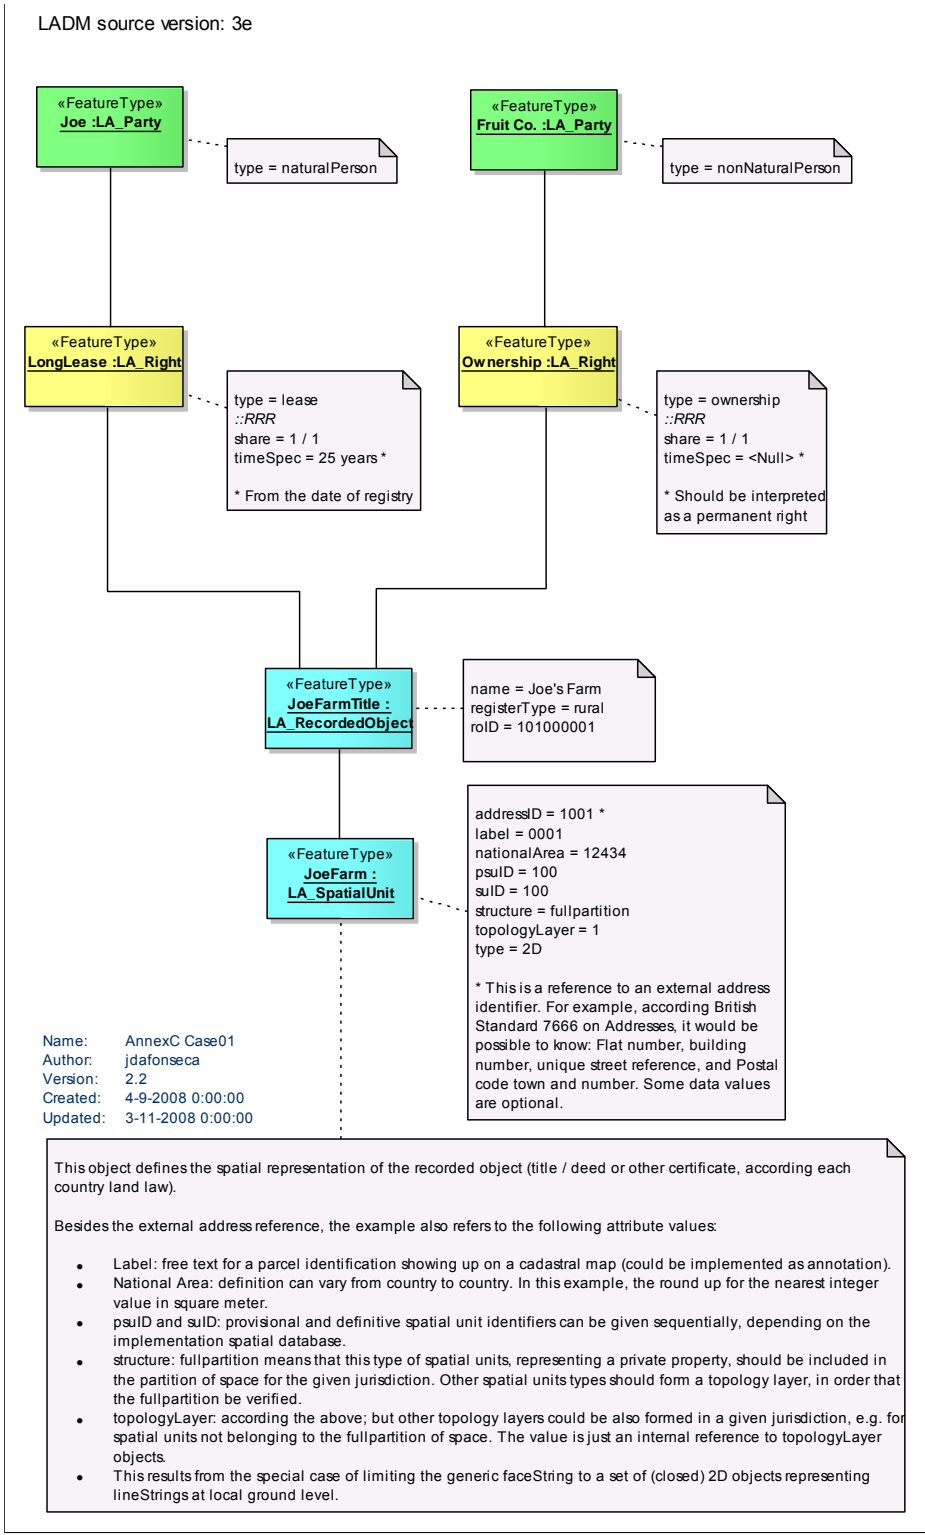 LADM source version: 3e
«FeatureType»
Joe :LA_Party
type = naturalPerson
«FeatureType»
Fruit Co. :LA_Party
type = nonNaturalPerson
«FeatureType»
LongLease :LA_Right
type = lease
::RRR
share = 1 / 1
timeSpec = 25 years *
* From the date of registry
«FeatureType»
Ownership :LA_Right
type = ownership
::RRR
share = 1 / 1
timeSpec = <Null> *
* Should be interpreted
as a permanent right
«FeatureType»
JoeFarmTitle :
LA_RecordedObject
name = Joe's Farm
registerType = rural
roID = 101000001
«FeatureType»
JoeFarm :
LA_SpatialUnit
addressID = 1001 *
label = 0001
nationalArea = 12434
psuID = 100
suID = 100
structure = fullpartition
topologyLayer = 1
type = 2D
* This is a reference to an external address
identifier. For example, according British
Standard 7666 on Addresses, it would be
possible to know: Flat number, building
number, unique street reference, and Postal
code town and number. Some data values
are optional.
Name: AnnexC Case01
Author: jdafonseca
Version: 2.2
Created: 4-9-2008 0:00:00
Updated: 3-11-2008 0:00:00
This object defines the spatial representation of the recorded object (title / deed or other certificate, according each
country land law).
Besides the external address reference, the example also refers to the following attribute values:
• Label: free text for a parcel identification showing up on a cadastral map (could be implemented as annotation).
• National Area: definition can vary from country to country. In this example, the round up for the nearest integer
value in square meter.
• psuID and suID: provisional and definitive spatial unit identifiers can be given sequentially, depending on the
implementation spatial database.
• structure: fullpartition means that this type of spatial units, representing a private property, should be included in
the partition of space for the given jurisdiction. Other spatial units types should form a topology layer, in order that
the fullpartition be verified.
• topologyLayer: according the above; but other topology layers could be also formed in a given jurisdiction, e.g. for
spatial units not belonging to the fullpartition of space. The value is just an internal reference to topologyLayer
objects.
• This results from the special case of limiting the generic faceString to a set of (closed) 2D objects representing
lineStrings at local ground level.